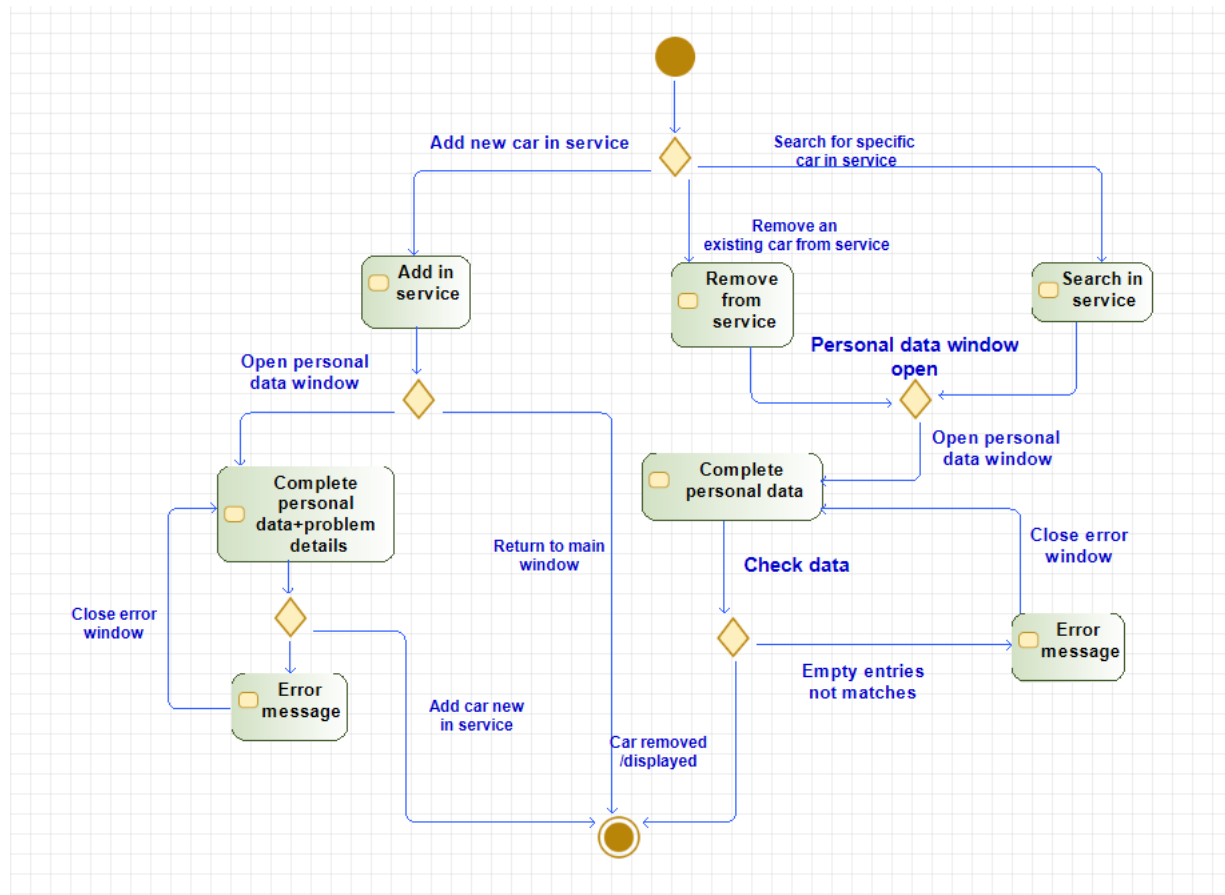 Add new car in service
Search for specific
car in service
Remove an
existing car from service
Add in
service
Remove
from
service
Search in
service
Personal data window
open
Open personal
data window
Open personal
data window
Complete
personal data
Complete
personal
data+problem
details
Return to main
window
Close error
window
Check data
Close error
window
Error
message
Empty entries
not matches
Error
message
Add car new
in service
Car removed
/displayed